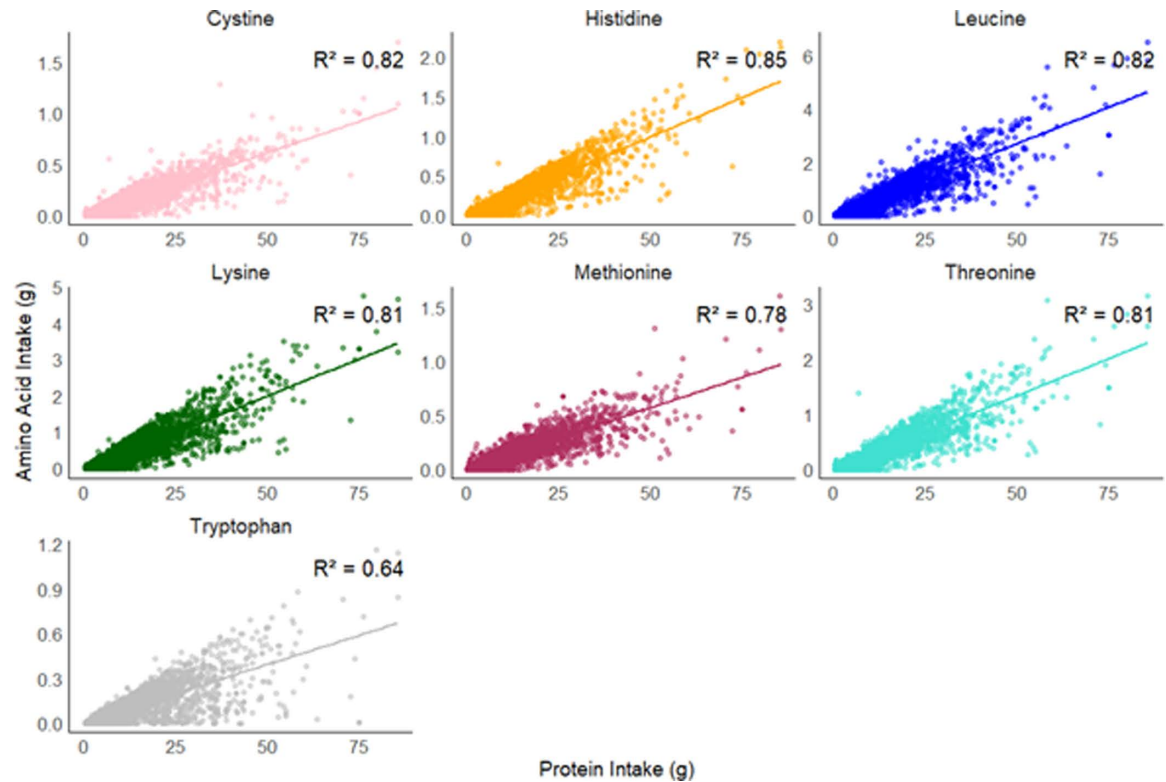 Cystine
R² = 0.82
1.5
1.0
0.5
0.0
0 25 50 75
Histidine
R² = 0.85
2.0
1.5
1.0
0.5
0.0
0 25 50 75
Leucine
R² = 0.82
6
4
2
0
0 25 50 75
Amino Acid Intake (g)
Lysine
R² = 0.81
5
4
3
2
1
0
0 25 50 75
Methionine
R² = 0.78
1.5
1.0
0.5
0.0
0 25 50 75
Threonine
R² = 0.81
3
2
1
0
0 25 50 75
Tryptophan
R² = 0.64
1.2
0.9
0.6
0.3
0.0
0 25 50 75
Protein Intake (g)